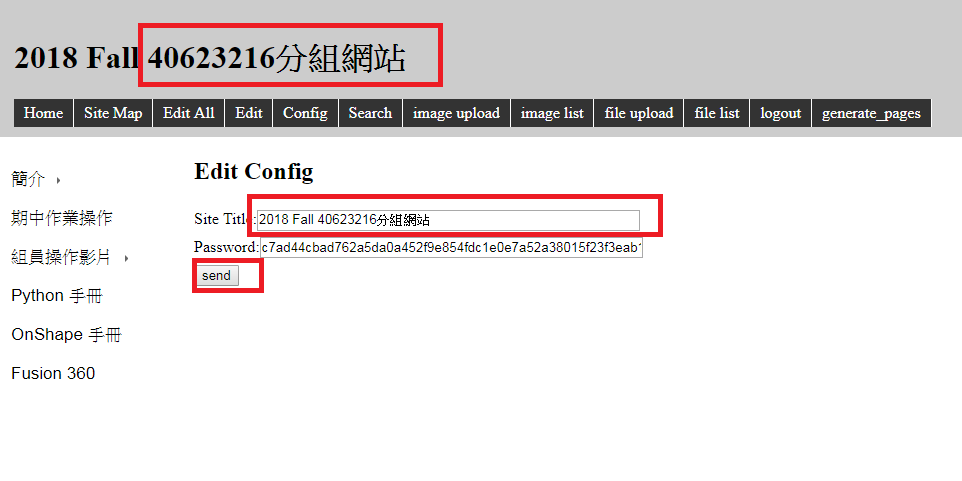 2018 Fall 40623216分組網站
Home Site Map Edit All Edit Config Search image upload image list file upload file list logout generate_pages
簡介
期中作業操作
組員操作影片
Python 手冊
OnShape 手冊
Fusion 360
Edit Config
Site Title:2018 Fall 40623216分組網站
Password:c7ad44cbad762a5da0a452f9e854fdc1e0e7a52a38015f23f3eab1
send